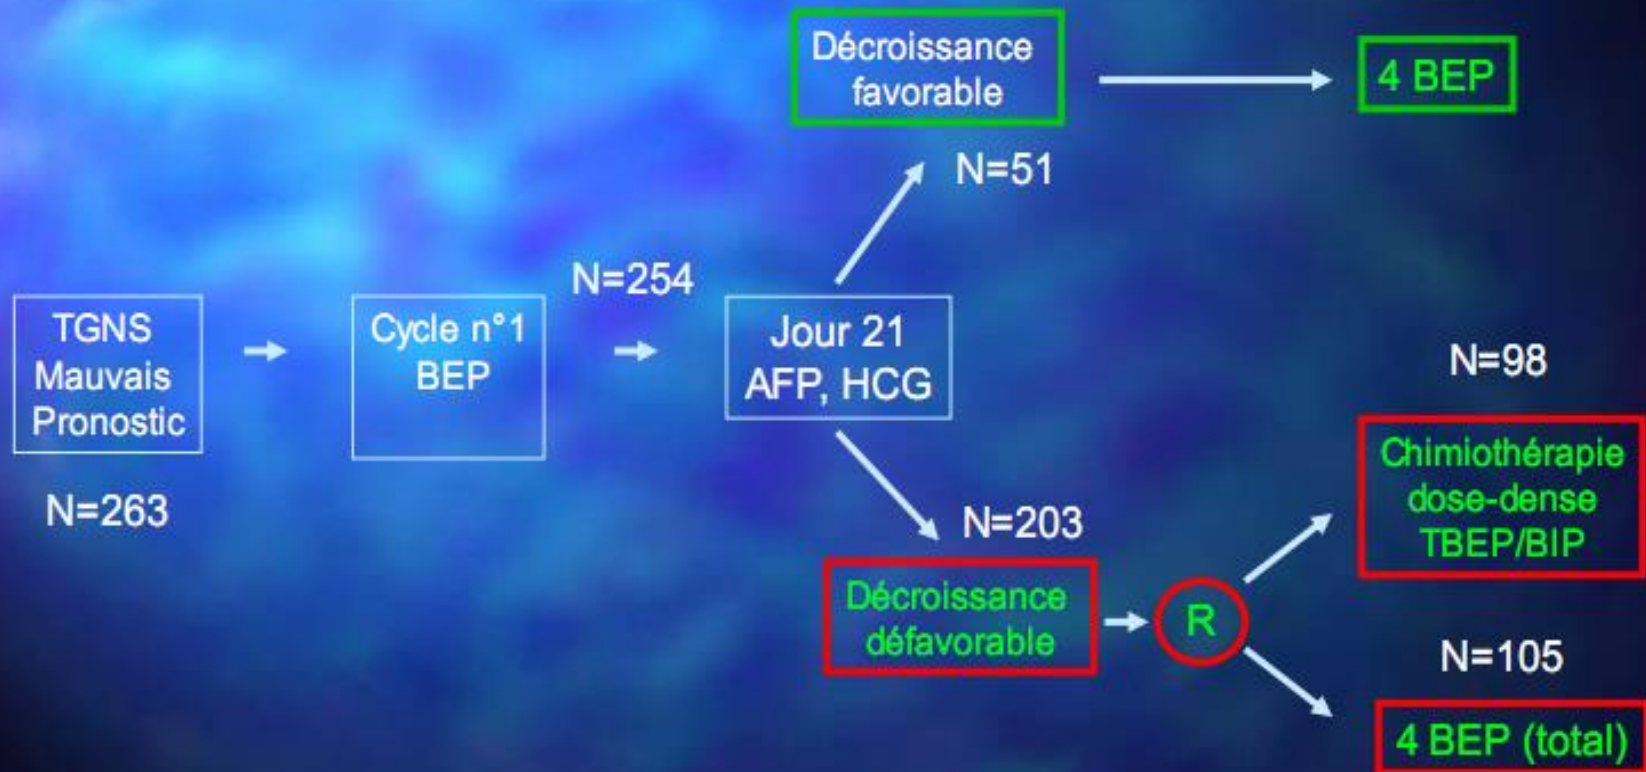 TGNS
Mauvais
Pronostic
N=263
Cycle n°1
BEP
N=254
Jour 21
AFP, HCG
Décroissance
favorable
N=51
4 BEP
N=203
Décroissance
défavorable
R
N=98
Chimiothérapie
dose-dense
TBEP/BIP
N=105
4 BEP (total)